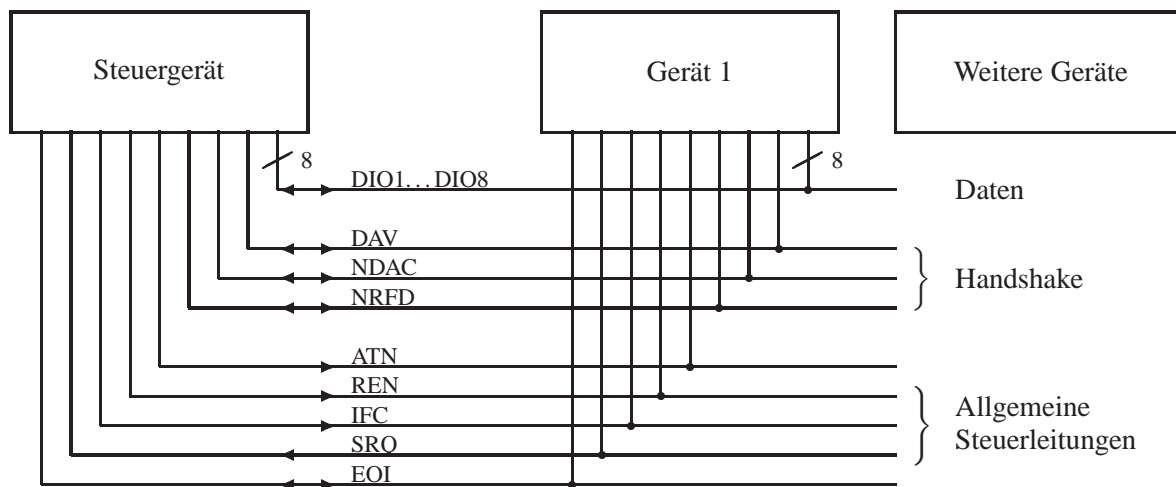 Steuergerät
Gerät 1
Weitere Geräte
8
8
DIO1...DIO8
Daten
DAV
NDAC
Handshake
NRFD
ATN
REN
IFC
Allgemeine
Steuerleitungen
SRQ
EOI